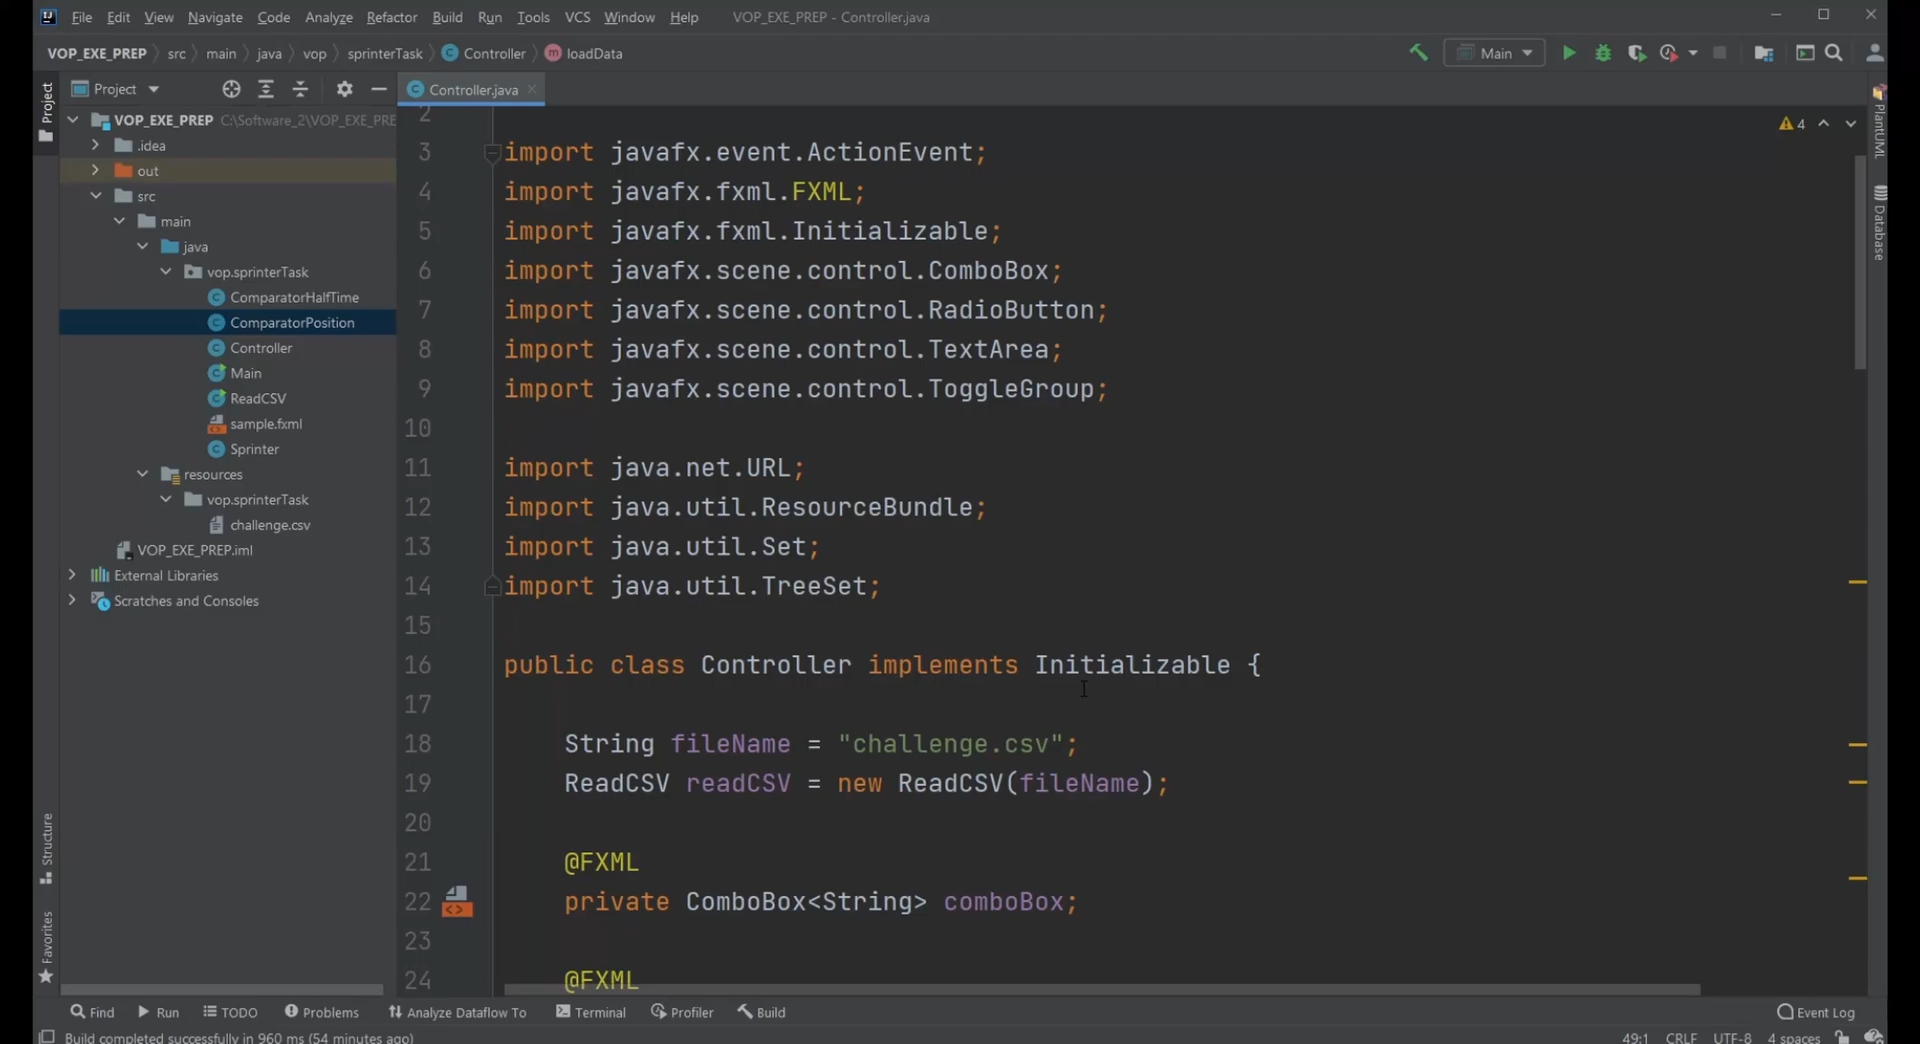 File Edit View Navigate Code Analyze Refactor Build Run Tools VCS Window Help VOP_EXE_PREP - Controller.java
VOP_EXE_PREP src main java vop sprinterTask Controller loadData Main
Project
Controller.java
VOP_EXE_PREP C:\Software_2\VOP_EXE_PRE
.idea
out
src
main
java
vop.sprinterTask
ComparatorHalfTime
ComparatorPosition
Controller
Main
ReadCSV
sample.fxml
Sprinter
resources
vop.sprinterTask
challenge.csv
VOP_EXE_PREP.iml
External Libraries
Scratches and Consoles
Project
Structure
Favorites
4
2
3 import javafx.event.ActionEvent;
4 import javafx.fxml.FXML;
5 import javafx.fxml.Initializable;
6 import javafx.scene.control.ComboBox;
7 import javafx.scene.control.RadioButton;
8 import javafx.scene.control.TextArea;
9 import javafx.scene.control.ToggleGroup;
10
11 import java.net.URL;
12 import java.util.ResourceBundle;
13 import java.util.Set;
14 import java.util.TreeSet;
15
16 public class Controller implements Initializable {
17
18 String fileName = "challenge.csv";
19 ReadCSV readCSV = new ReadCSV(fileName);
20
21 @FXML
22 private ComboBox<String> comboBox;
23
24 @FXML
PlantUML
Database
Find Run TODO Problems Analyze Dataflow To Terminal Profiler Build Event Log
Build completed successfully in 960 ms (54 minutes ago) 49:1 CRLF UTF-8 4 spaces